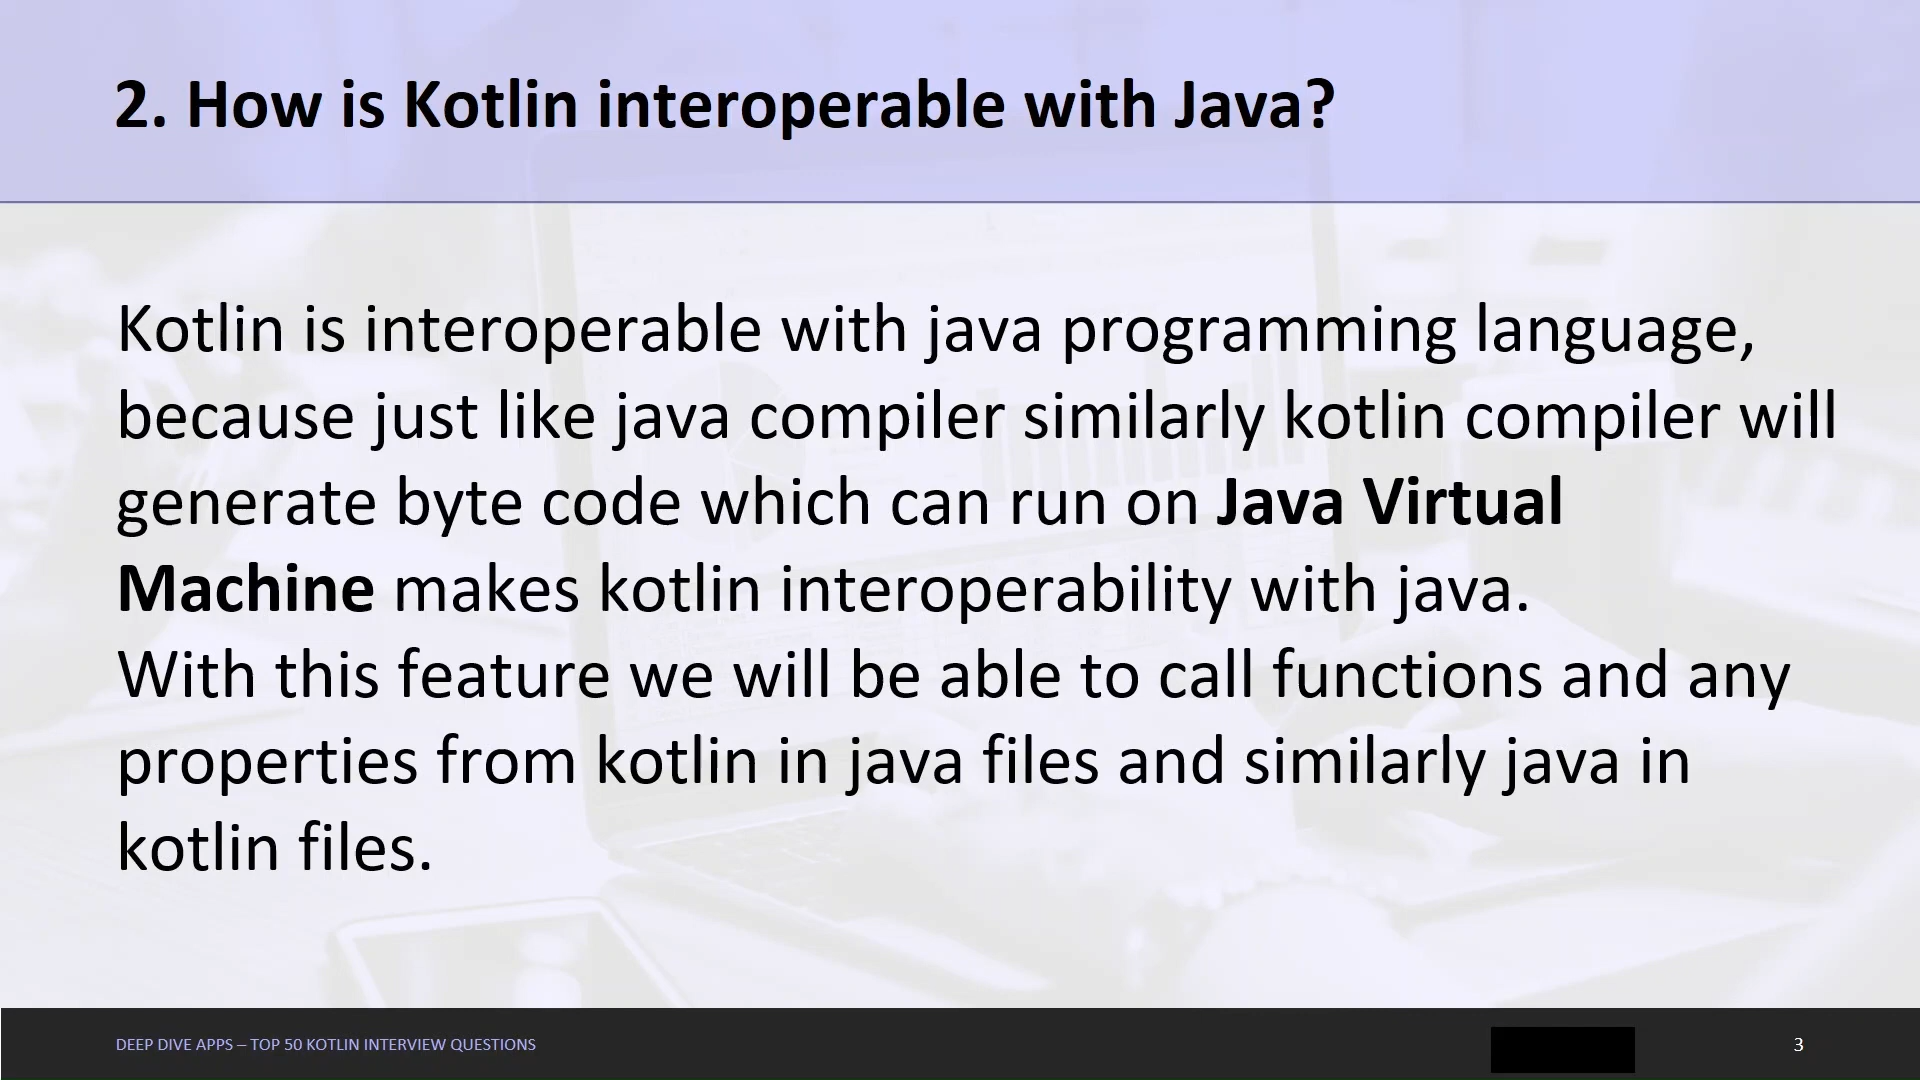 2. How is Kotlin interoperable with Java?
Kotlin is interoperable with java programming language,
because just like java compiler similarly kotlin compiler will
generate byte code which can run on Java Virtual
Machine makes kotlin interoperability with java.
With this feature we will be able to call functions and any
properties from kotlin in java files and similarly java in
kotlin files.
DEEP DIVE APPS – TOP 50 KOTLIN INTERVIEW QUESTIONS
3